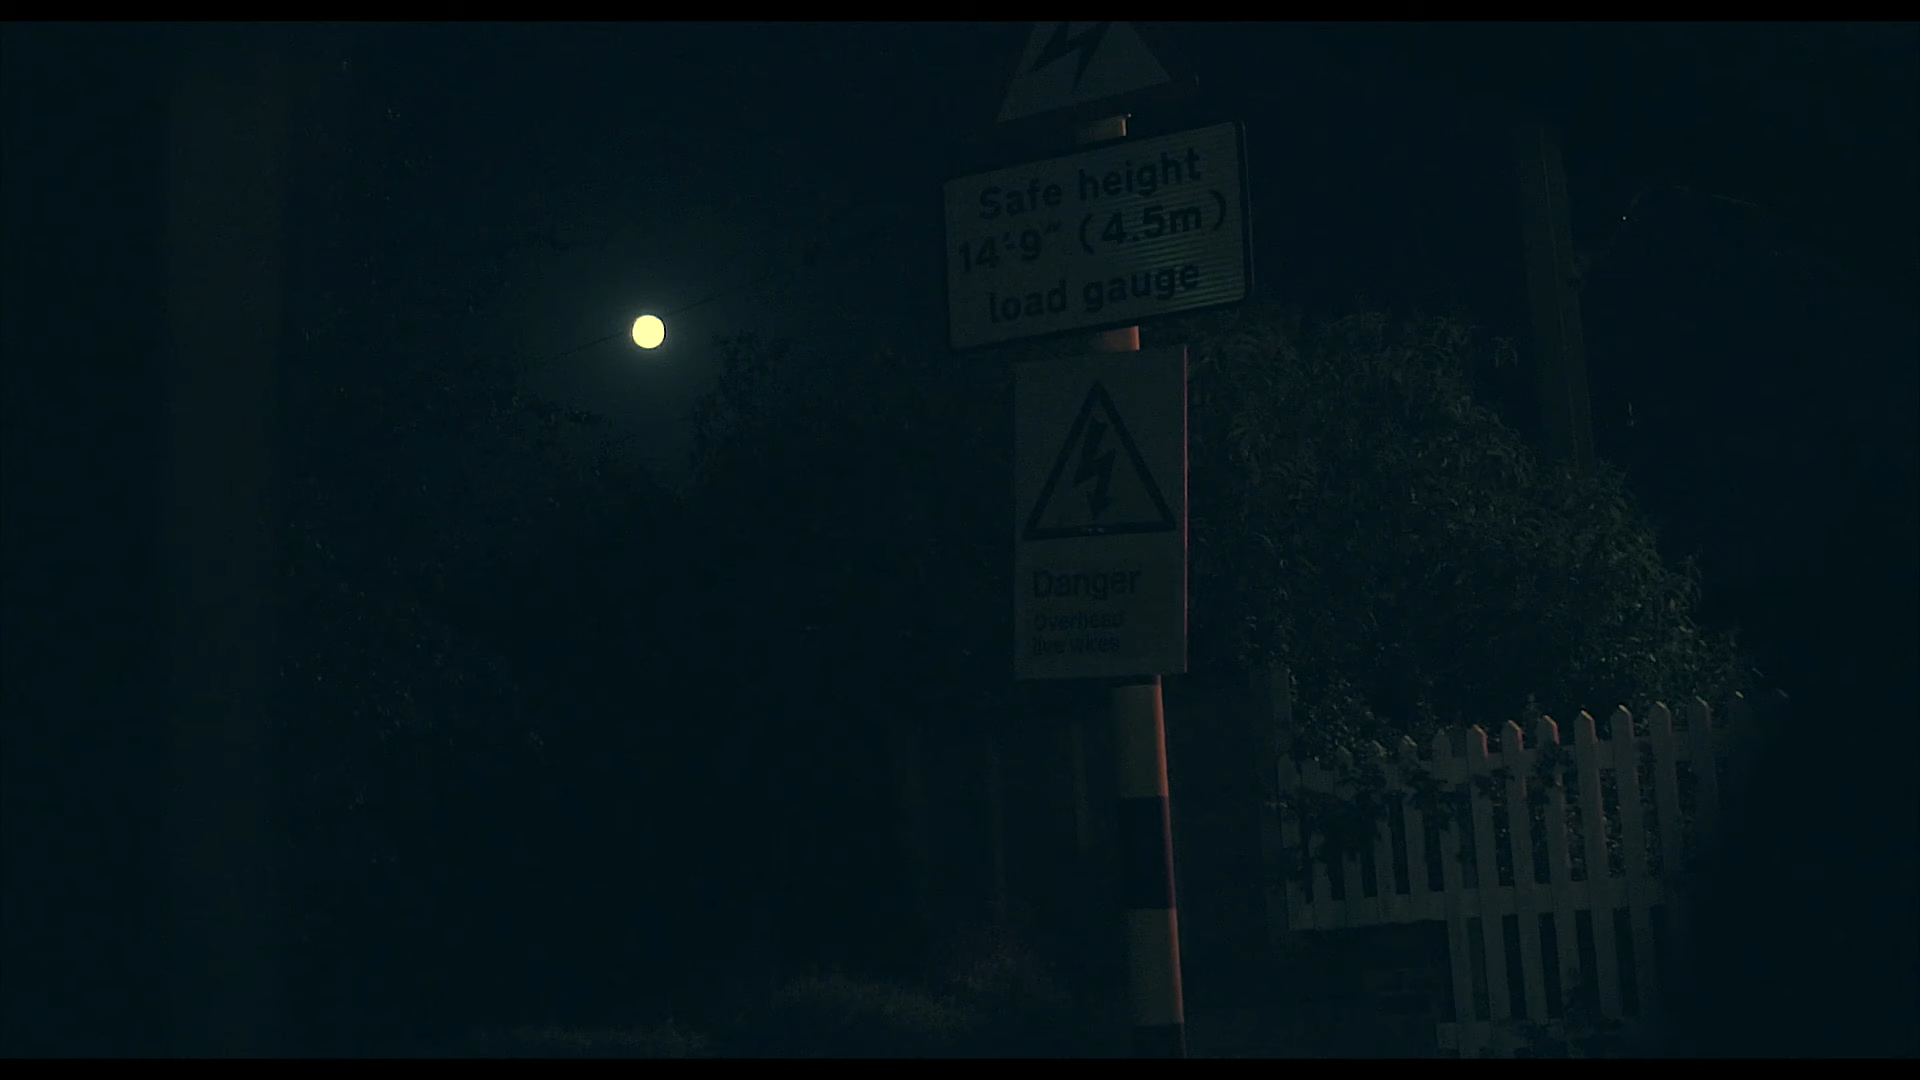 Safe height
14'-9" (4.5m)
load gauge
Danger
Overhead
live wires